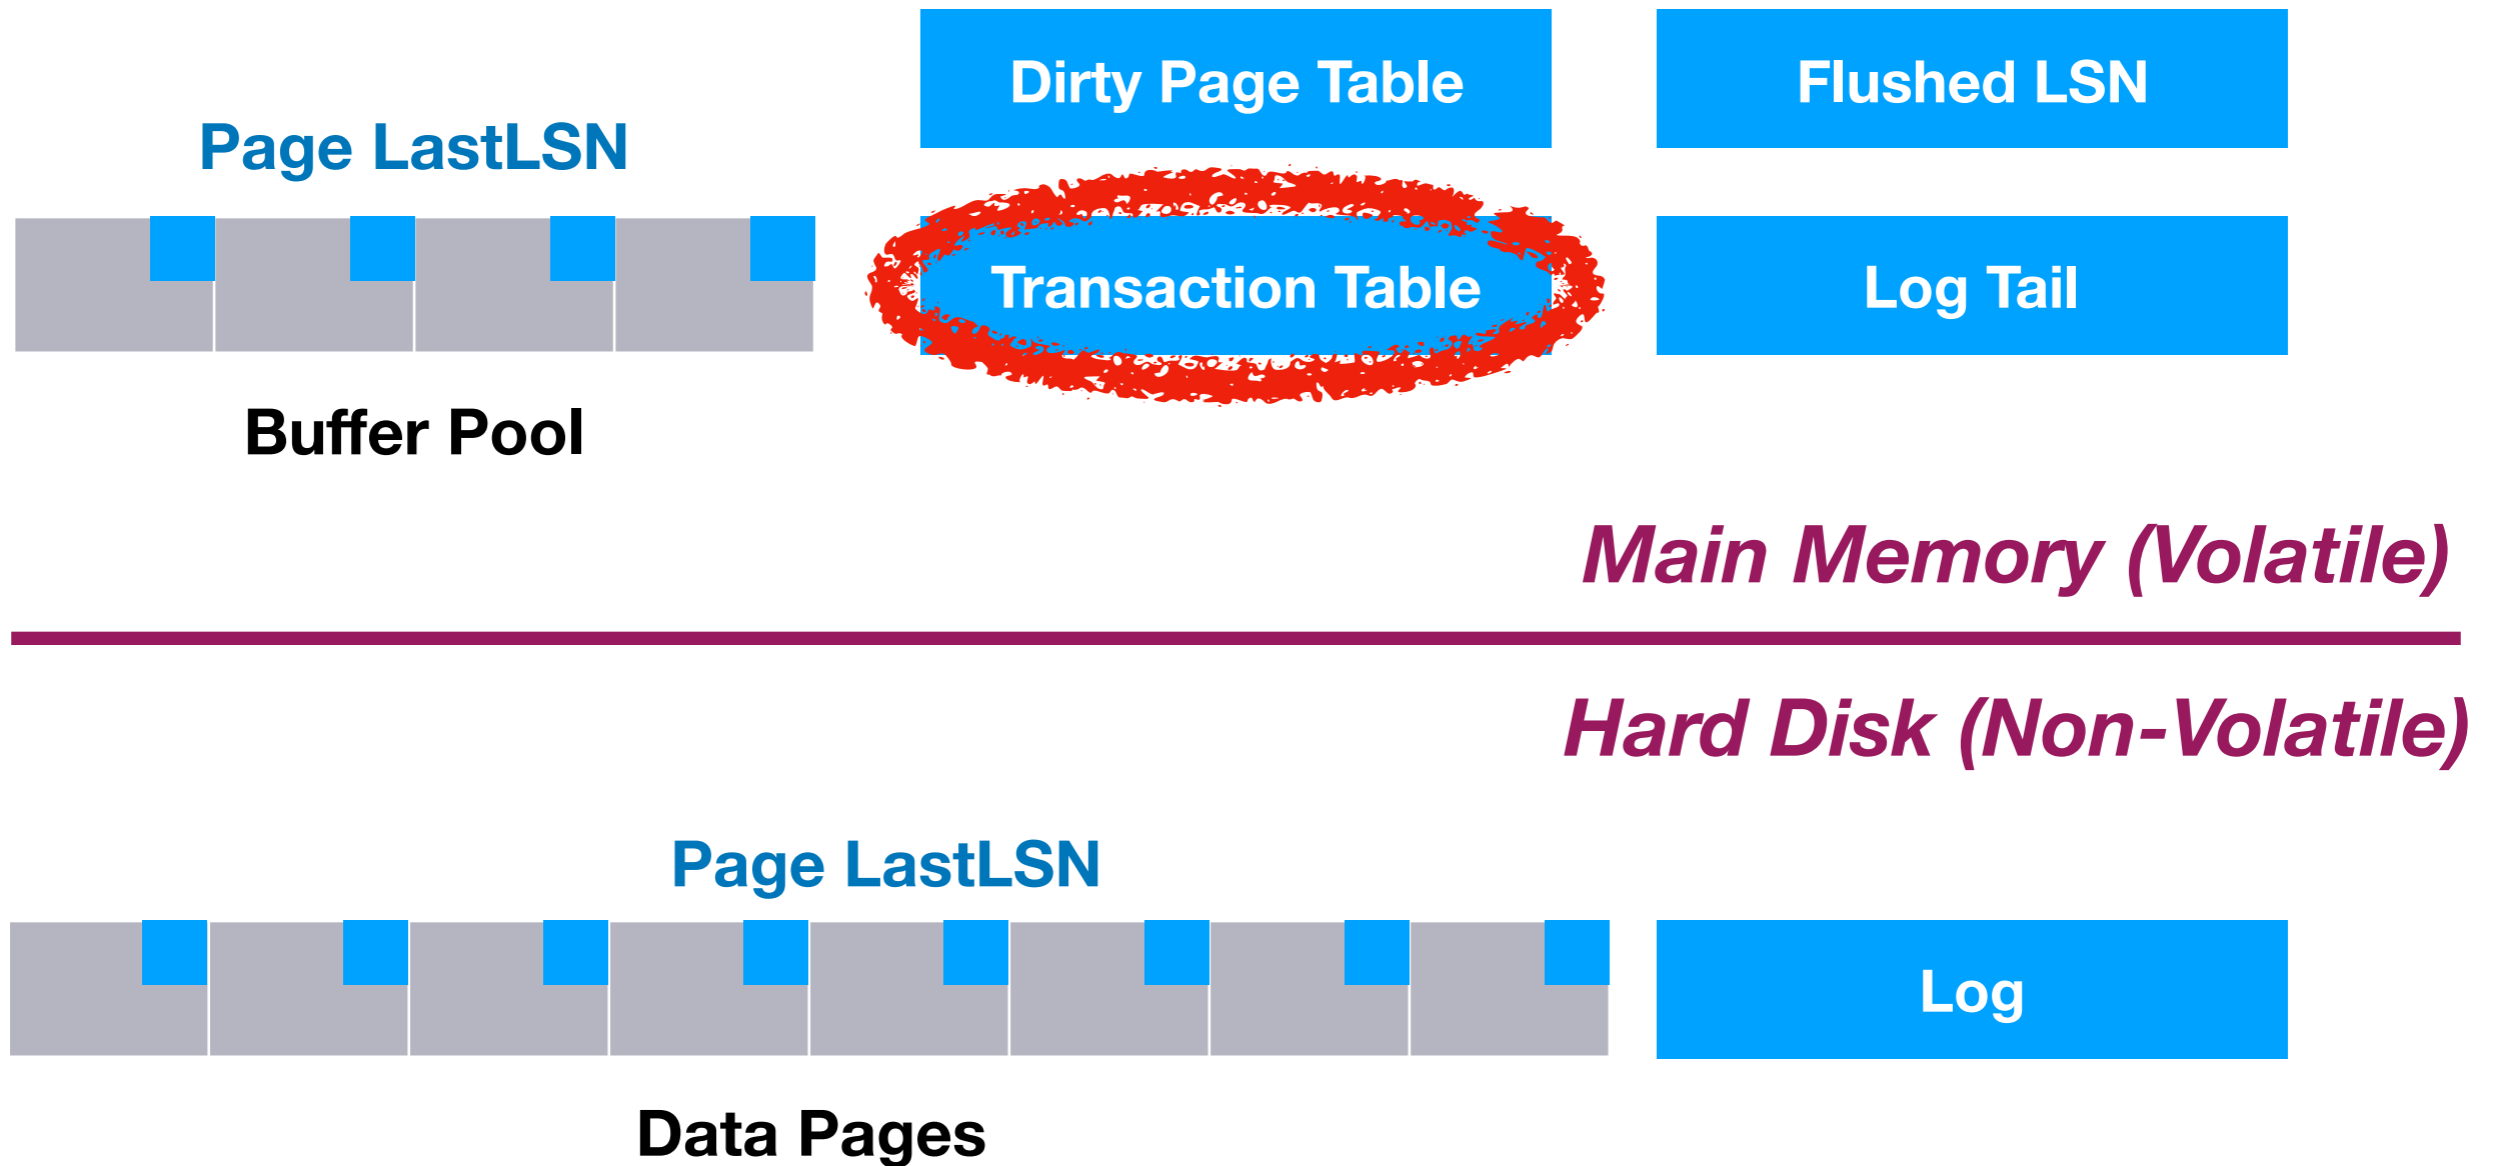 Dirty Page Table
Flushed LSN
Page LastLSN
Transaction Table
Log Tail
Buffer Pool
Main Memory (Volatile)
Hard Disk (Non-Volatile)
Page LastLSN
Log
Data Pages